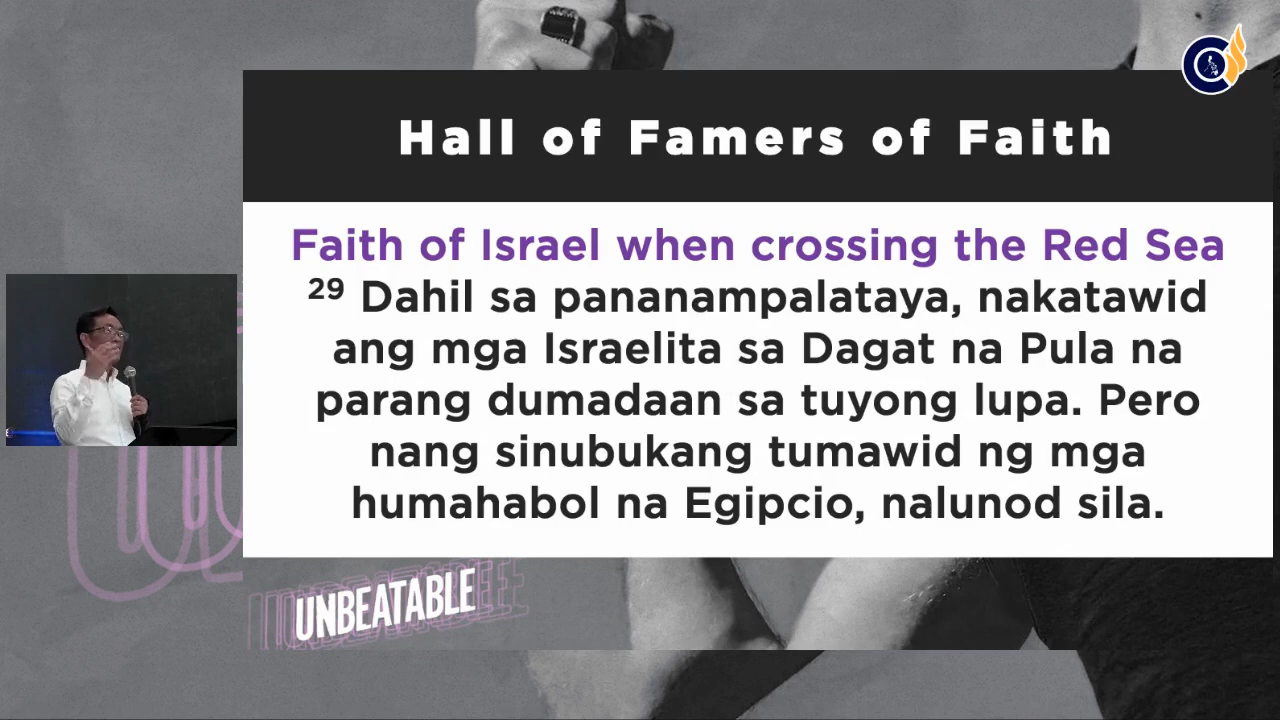 Hall of Famers of Faith
Faith of Israel when crossing the Red Sea
29 Dahil sa pananampalataya, nakatawid
ang mga Israelita sa Dagat na Pula na
parang dumadaan sa tuyong lupa. Pero
nang sinubukang tumawid ng mga
humahabol na Egipcio, nalunod sila.
UNBEATABLE